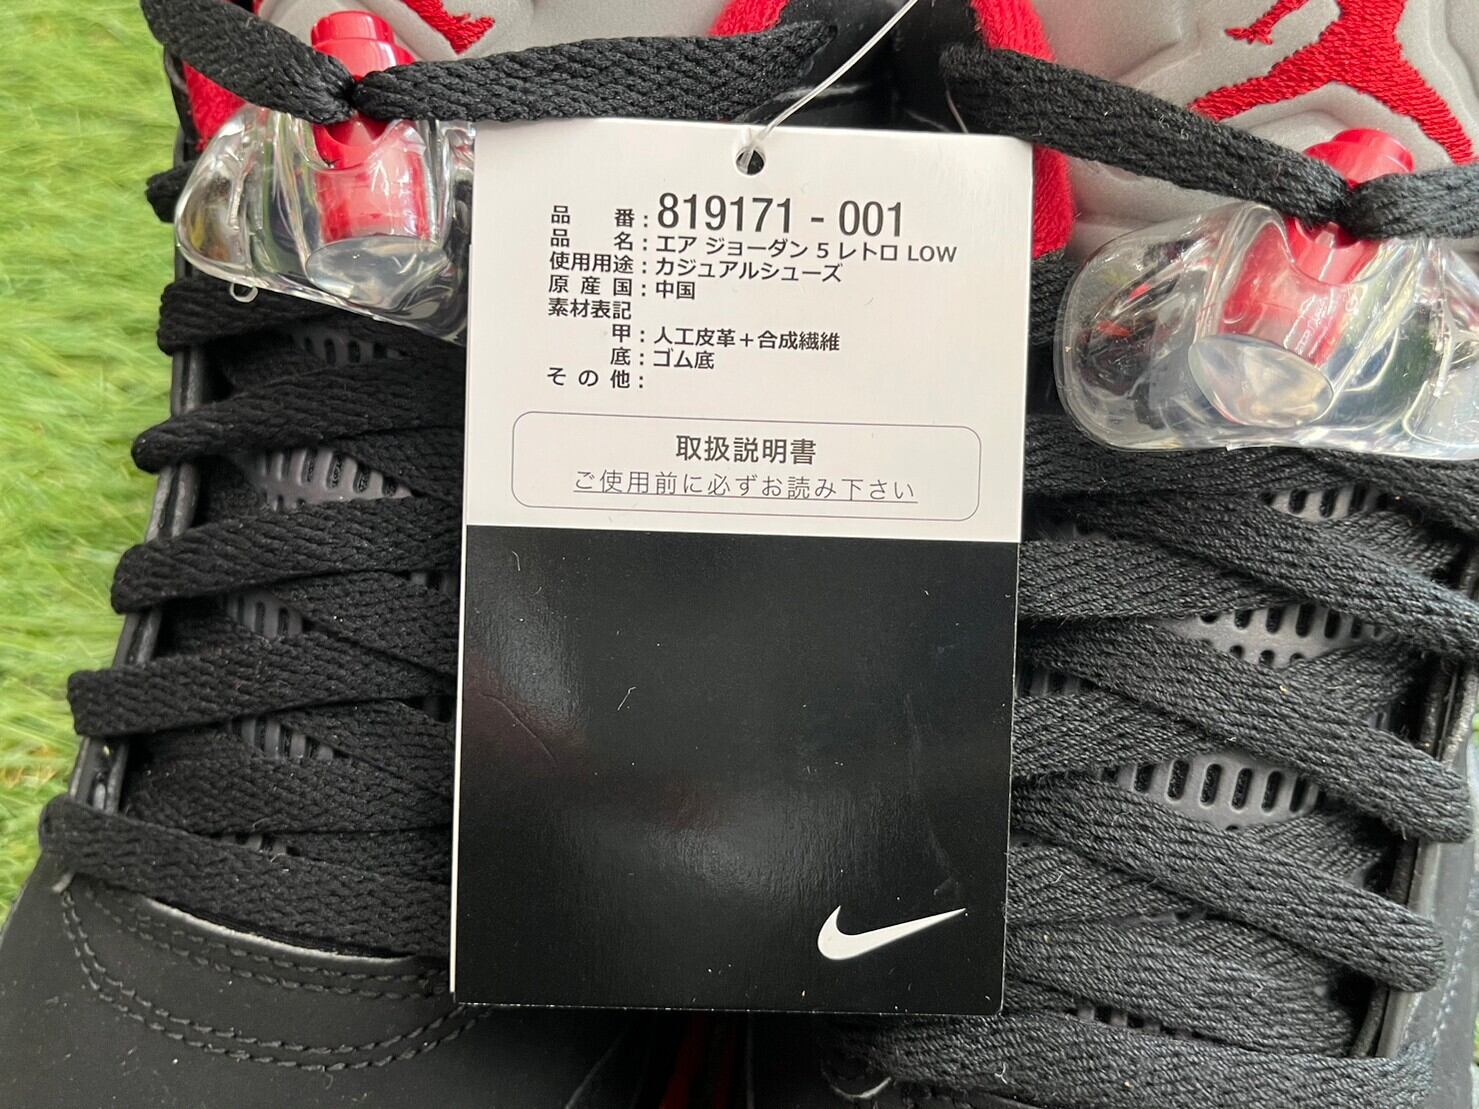 品番：819171 - 001
品名：エア ジョーダン 5 レトロ LOW
使用用途：カジュアルシューズ
原産国：中国
素材表記
甲：人工皮革＋合成繊維
底：ゴム底
その他：
取扱説明書
ご使用前に必ずお読み下さい